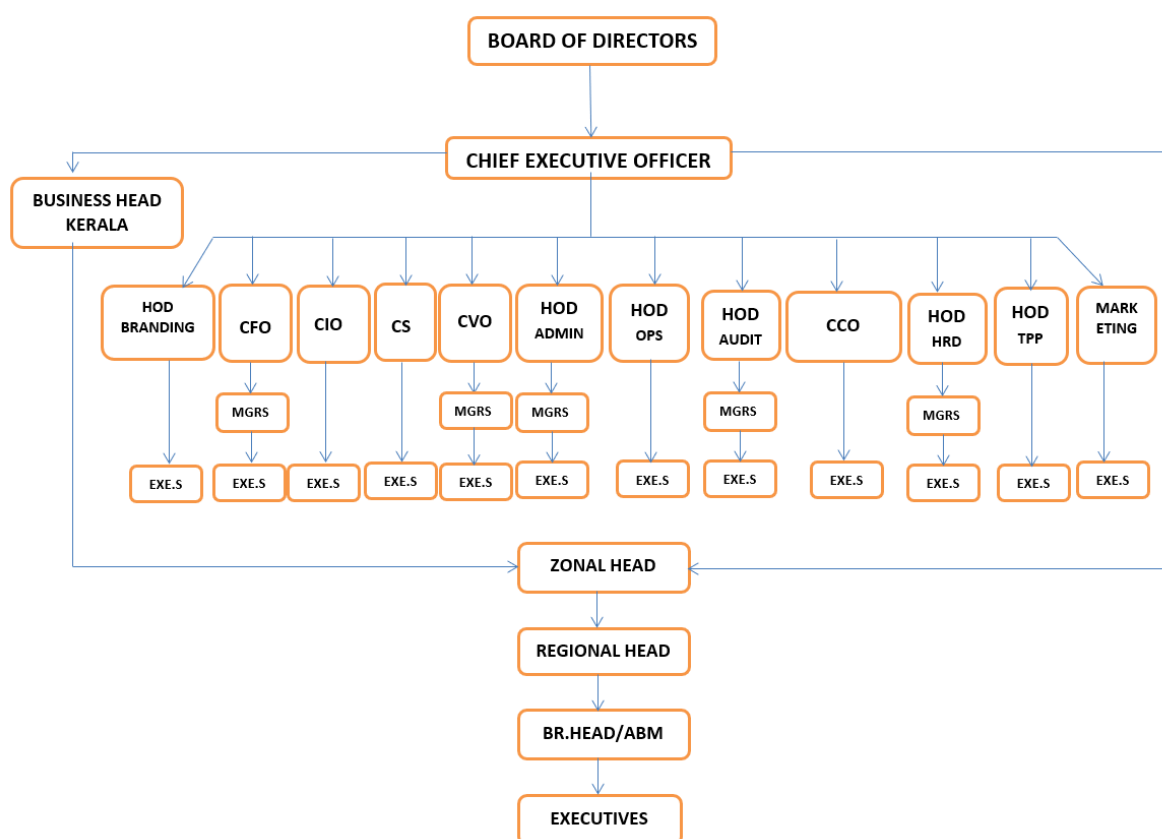 BOARD OF DIRECTORS
CHIEF EXECUTIVE OFFICER
BUSINESS HEAD
KERALA
HOD
BRANDING
CFO
CIO
CS
CVO
HOD
ADMIN
HOD
OPS
HOD
AUDIT
CCO
HOD
HRD
HOD
TPP
MARK
ETING
MGRS
MGRS
MGRS
MGRS
MGRS
EXE.S
EXE.S
EXE.S
EXE.S
EXE.S
EXE.S
EXE.S
EXE.S
EXE.S
EXE.S
EXE.S
EXE.S
ZONAL HEAD
REGIONAL HEAD
BR.HEAD/ABM
EXECUTIVES